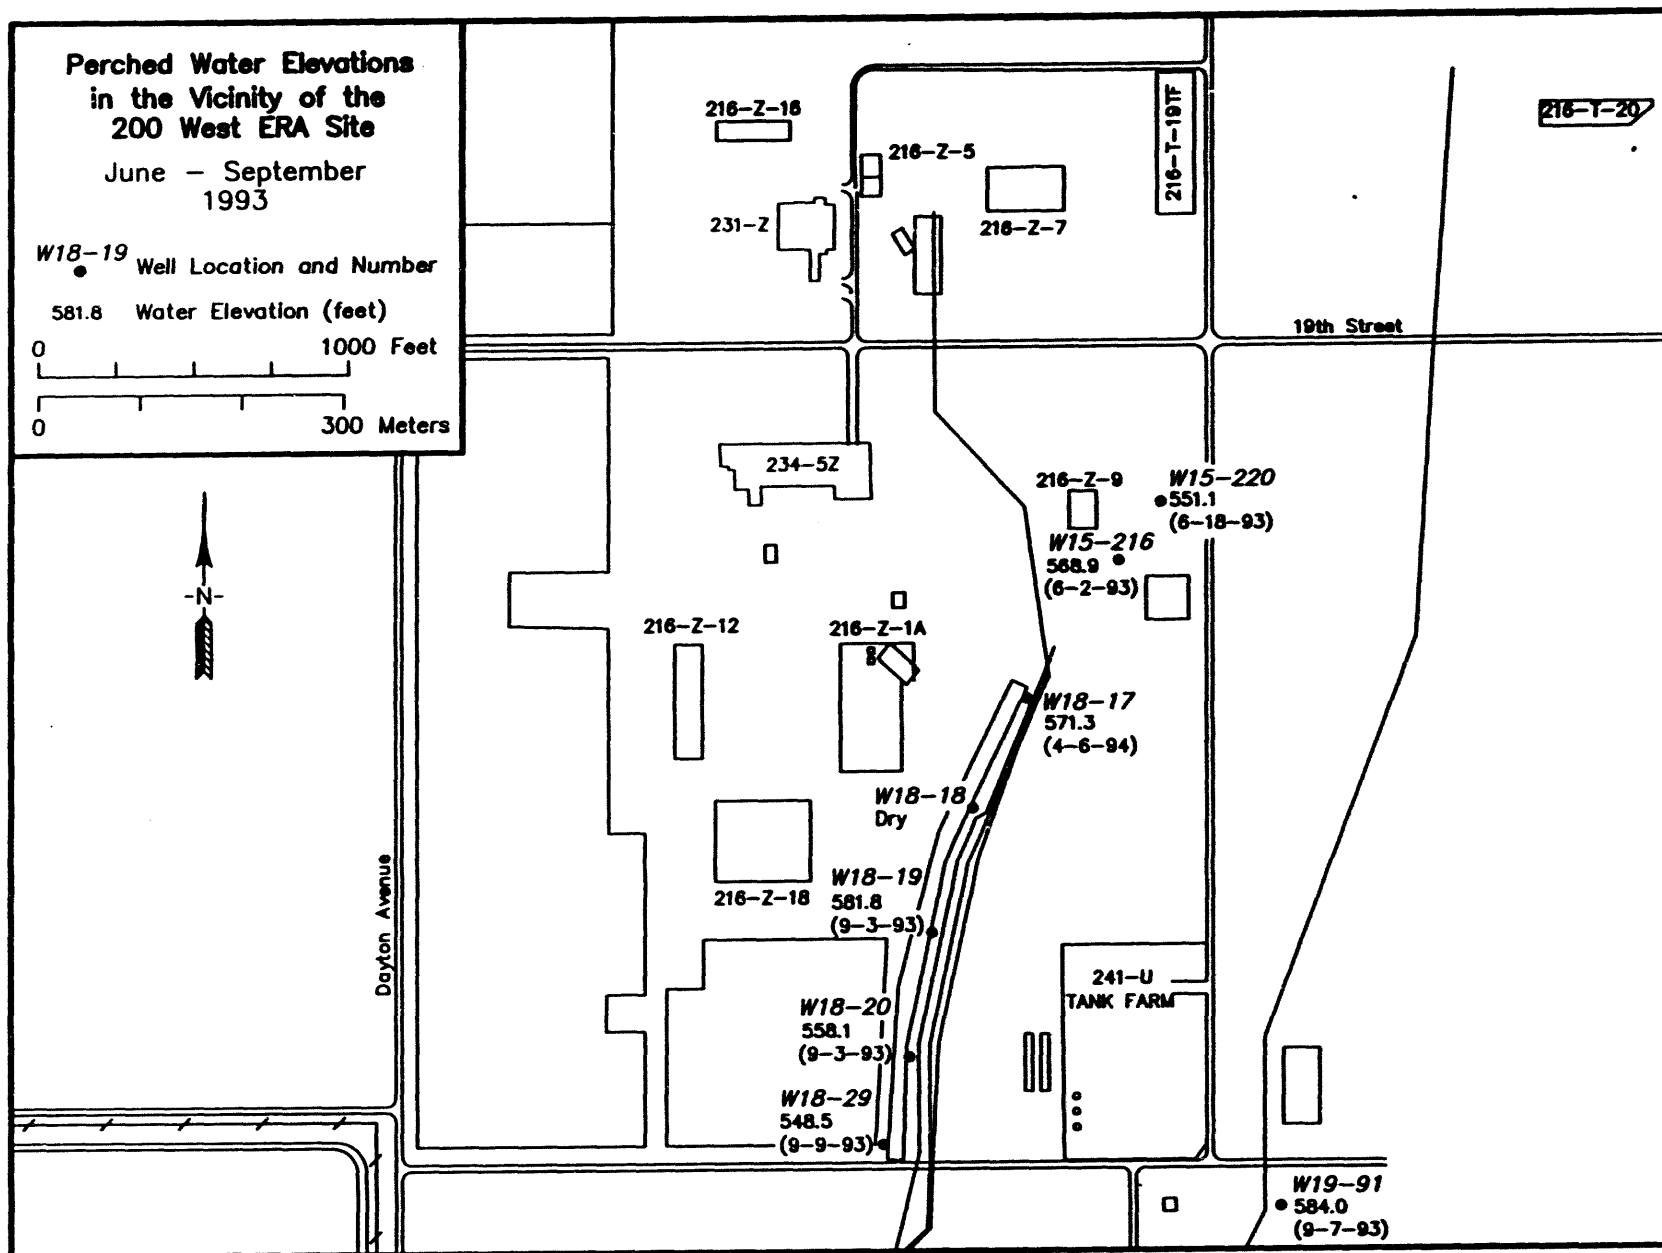 Perched Water Elevations
in the Vicinity of the
200 West ERA Site
June - September
1993
W18-19 Well Location and Number
581.8 Water Elevation (feet)
0 1000 Feet
0 300 Meters
-N-
216-Z-16
216-Z-5
216-Z-7
216-T-19TF
216-T-20
231-Z
19th Street
234-5Z
216-Z-9
W15-220
551.1
(6-18-93)
W15-216
568.9
(6-2-93)
216-Z-12
216-Z-1A
W18-17
571.3
(4-6-94)
W18-18
Dry
W18-19
581.8
(9-3-93)
216-Z-18
Dayton Avenue
241-U
TANK FARM
W18-20
558.1
(9-3-93)
W18-29
548.5
(9-9-93)
W19-91
584.0
(9-7-93)